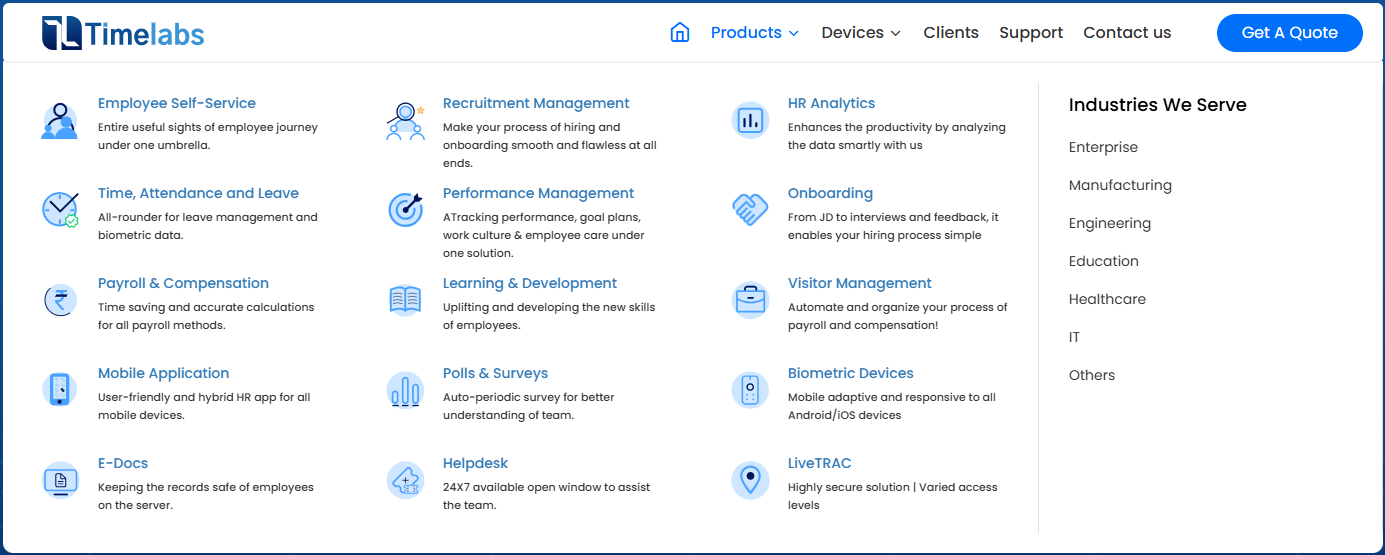 Timelabs
Products
Devices
Clients
Support
Contact us
Get A Quote
Employee Self-Service
Entire useful sights of employee journey
under one umbrella.
Time, Attendance and Leave
All-rounder for leave management and
biometric data.
Payroll & Compensation
Time saving and accurate calculations
for all payroll methods.
Mobile Application
User-friendly and hybrid HR app for all
mobile devices.
E-Docs
Keeping the records safe of employees
on the server.
Recruitment Management
Make your process of hiring and
onboarding smooth and flawless at all
ends.
Performance Management
ATracking performance, goal plans,
work culture & employee care under
one solution.
Learning & Development
Uplifting and developing the new skills
of employees.
Polls & Surveys
Auto-periodic survey for better
understanding of team.
Helpdesk
24X7 available open window to assist
the team.
HR Analytics
Enhances the productivity by analyzing
the data smartly with us
Onboarding
From JD to interviews and feedback, it
enables your hiring process simple
Visitor Management
Automate and organize your process of
payroll and compensation!
Biometric Devices
Mobile adaptive and responsive to all
Android/iOS devices
LiveTRAC
Highly secure solution | Varied access
levels
Industries We Serve
Enterprise
Manufacturing
Engineering
Education
Healthcare
IT
Others